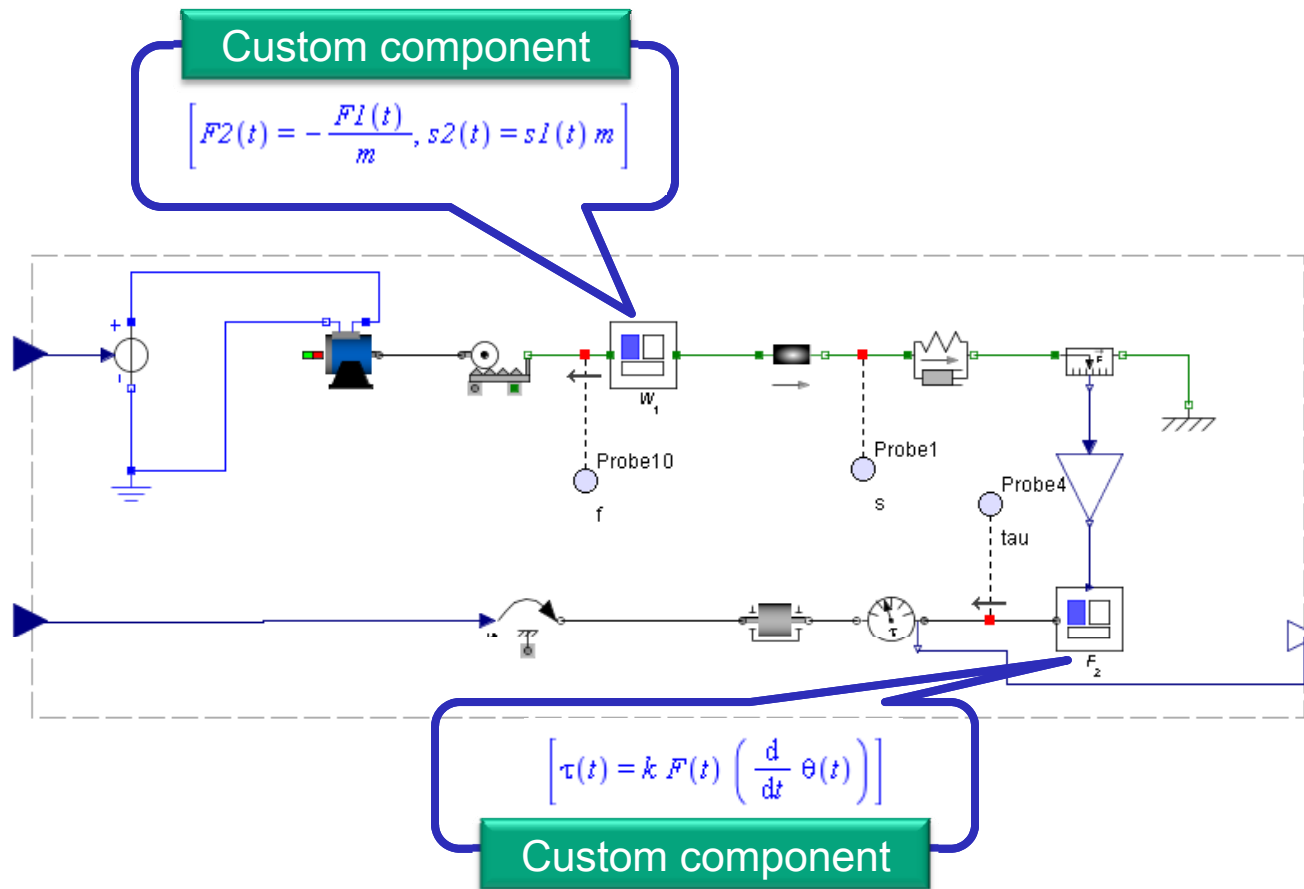 Custom component
[F2(t) = - F1(t)/m, s2(t) = s1(t) m]
+
-
F
W₁
Probe10
f
Probe1
s
Probe4
tau
τ
F₂
[τ(t) = k F(t) (d/dt θ(t))]
Custom component